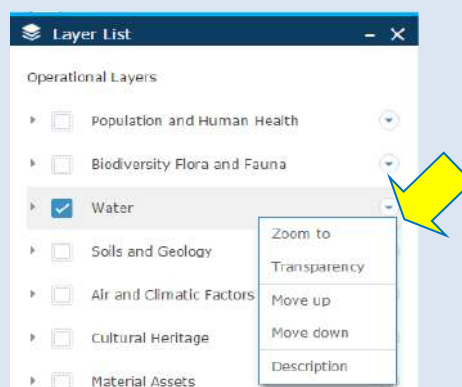 Layer List
Operational Layers
Population and Human Health
Biodiversity Flora and Fauna
Water
Zoom to
Soils and Geology
Transparency
Air and Climatic Factors
Move up
Cultural Heritage
Move down
Material Assets
Description